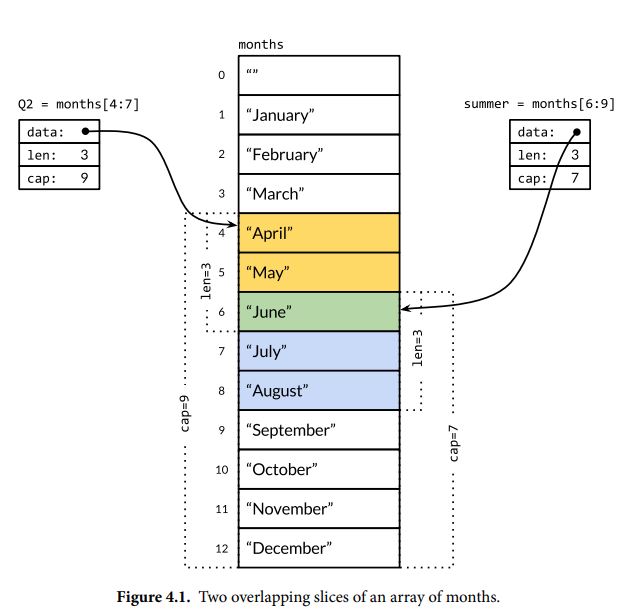 months
Q2 = months[4:7]
data:
len: 3
cap: 9
summer = months[6:9]
data:
len: 3
cap: 7
0 “”
1 “January”
2 “February”
3 “March”
4 “April”
5 “May”
6 “June”
7 “July”
8 “August”
9 “September”
10 “October”
11 “November”
12 “December”
len=3
cap=9
len=3
cap=7
Figure 4.1. Two overlapping slices of an array of months.